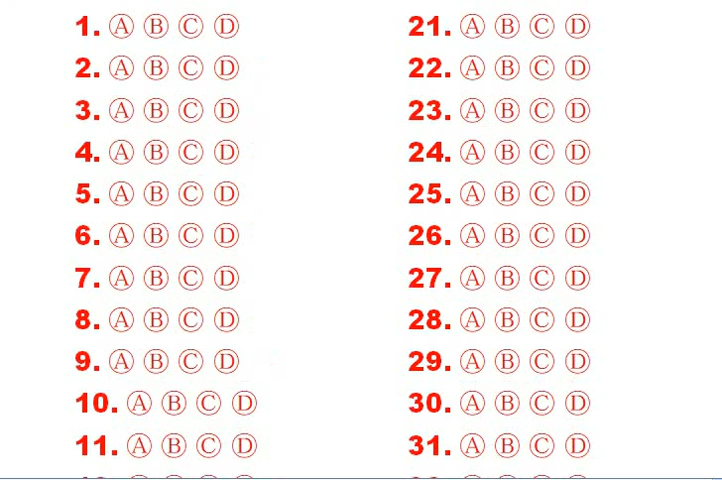 1. Ⓐ Ⓑ Ⓒ Ⓓ
2. Ⓐ Ⓑ Ⓒ Ⓓ
3. Ⓐ Ⓑ Ⓒ Ⓓ
4. Ⓐ Ⓑ Ⓒ Ⓓ
5. Ⓐ Ⓑ Ⓒ Ⓓ
6. Ⓐ Ⓑ Ⓒ Ⓓ
7. Ⓐ Ⓑ Ⓒ Ⓓ
8. Ⓐ Ⓑ Ⓒ Ⓓ
9. Ⓐ Ⓑ Ⓒ Ⓓ
10. Ⓐ Ⓑ Ⓒ Ⓓ
11. Ⓐ Ⓑ Ⓒ Ⓓ
21. Ⓐ Ⓑ Ⓒ Ⓓ
22. Ⓐ Ⓑ Ⓒ Ⓓ
23. Ⓐ Ⓑ Ⓒ Ⓓ
24. Ⓐ Ⓑ Ⓒ Ⓓ
25. Ⓐ Ⓑ Ⓒ Ⓓ
26. Ⓐ Ⓑ Ⓒ Ⓓ
27. Ⓐ Ⓑ Ⓒ Ⓓ
28. Ⓐ Ⓑ Ⓒ Ⓓ
29. Ⓐ Ⓑ Ⓒ Ⓓ
30. Ⓐ Ⓑ Ⓒ Ⓓ
31. Ⓐ Ⓑ Ⓒ Ⓓ